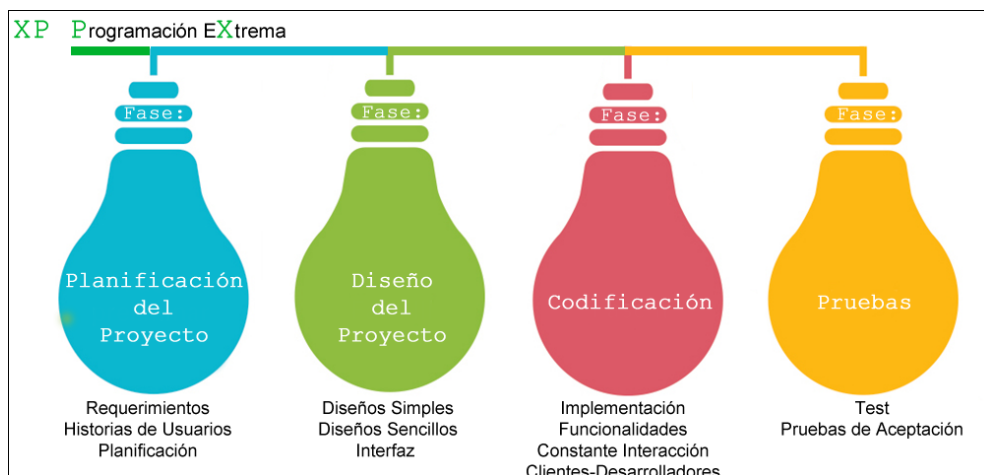 XP Programación EXtrema
Fase:
Planificación
del
Proyecto
Requerimientos
Historias de Usuarios
Planificación
Fase:
Diseño
del
Proyecto
Diseños Simples
Diseños Sencillos
Interfaz
Fase:
Codificación
Implementación
Funcionalidades
Constante Interacción
Clientes-Desarrolladores
Fase:
Pruebas
Test
Pruebas de Aceptación